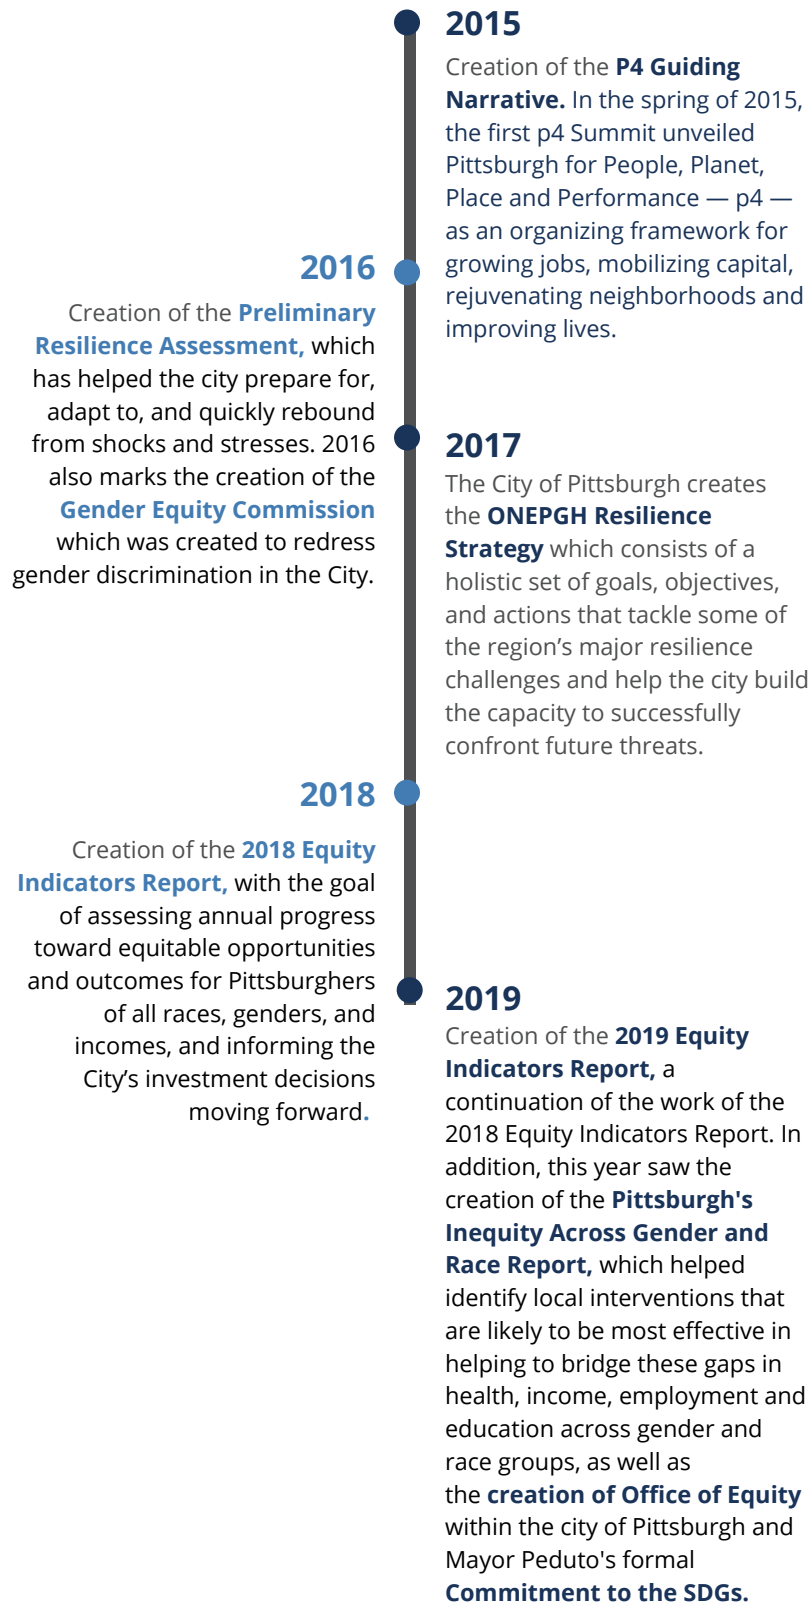 2015
Creation of the P4 Guiding
Narrative. In the spring of 2015,
the first p4 Summit unveiled
Pittsburgh for People, Planet,
Place and Performance — p4 —
as an organizing framework for
growing jobs, mobilizing capital,
rejuvenating neighborhoods and
improving lives.
2016
Creation of the Preliminary
Resilience Assessment, which
has helped the city prepare for,
adapt to, and quickly rebound
from shocks and stresses. 2016
also marks the creation of the
Gender Equity Commission
which was created to redress
gender discrimination in the City.
2017
The City of Pittsburgh creates
the ONEPGH Resilience
Strategy which consists of a
holistic set of goals, objectives,
and actions that tackle some of
the region’s major resilience
challenges and help the city build
the capacity to successfully
confront future threats.
2018
Creation of the 2018 Equity
Indicators Report, with the goal
of assessing annual progress
toward equitable opportunities
and outcomes for Pittsburghers
of all races, genders, and
incomes, and informing the
City’s investment decisions
moving forward.
2019
Creation of the 2019 Equity
Indicators Report, a
continuation of the work of the
2018 Equity Indicators Report. In
addition, this year saw the
creation of the Pittsburgh's
Inequity Across Gender and
Race Report, which helped
identify local interventions that
are likely to be most effective in
helping to bridge these gaps in
health, income, employment and
education across gender and
race groups, as well as
the creation of Office of Equity
within the city of Pittsburgh and
Mayor Peduto's formal
Commitment to the SDGs.